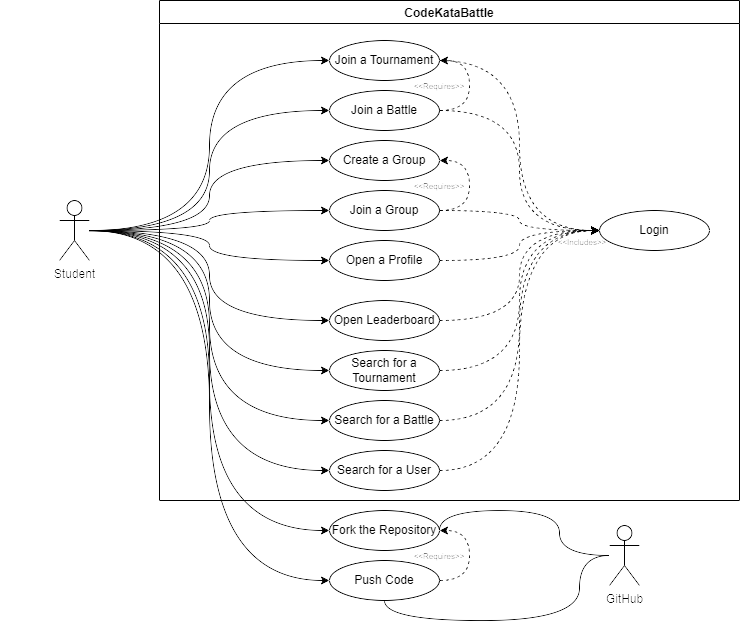 CodeKataBattle
Join a Tournament
<<Requires>>
Join a Battle
Create a Group
<<Requires>>
Join a Group
Student
Login
<<Includes>>
Open a Profile
Open Leaderboard
Search for a
Tournament
Search for a Battle
Search for a User
Fork the Repository
<<Requires>>
Push Code
GitHub